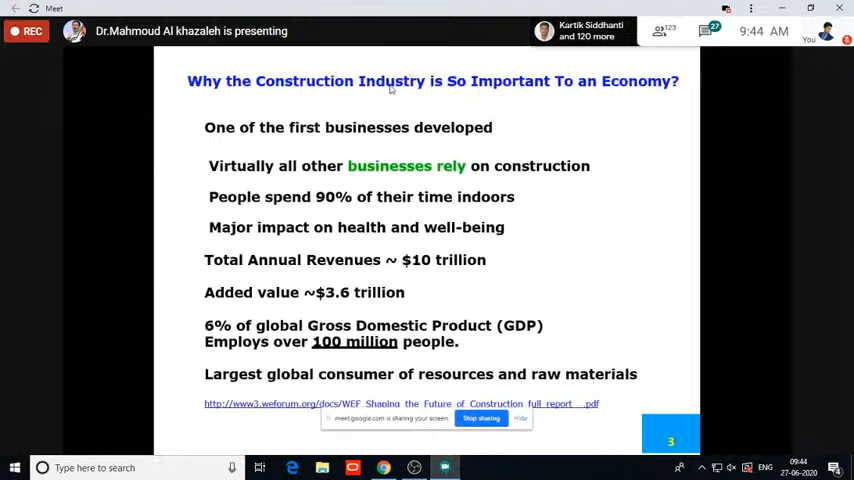 Meet
REC
Dr.Mahmoud Al khazaleh is presenting
Kartik Siddhanti
and 120 more
123
27
You
9:44 AM
Why the Construction Industry is So Important To an Economy?
One of the first businesses developed
Virtually all other businesses rely on construction
People spend 90% of their time indoors
Major impact on health and well-being
Total Annual Revenues ~ $10 trillion
Added value ~$3.6 trillion
6% of global Gross Domestic Product (GDP)
Employs over 100 million people.
Largest global consumer of resources and raw materials
http://www3.weforum.org/docs/WEF_Shaping_the_Future_of_Construction_full_report__.pdf
meet.google.com is sharing your screen.
Stop sharing
Hide
3
Type here to search
ENG
09:44
27-06-2020
4